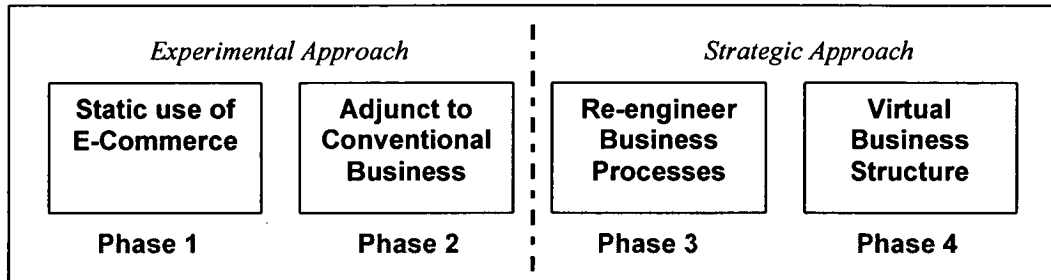 Experimental Approach
Strategic Approach
Static use of
E-Commerce
Adjunct to
Conventional
Business
Re-engineer
Business
Processes
Virtual
Business
Structure
Phase 1
Phase 2
Phase 3
Phase 4